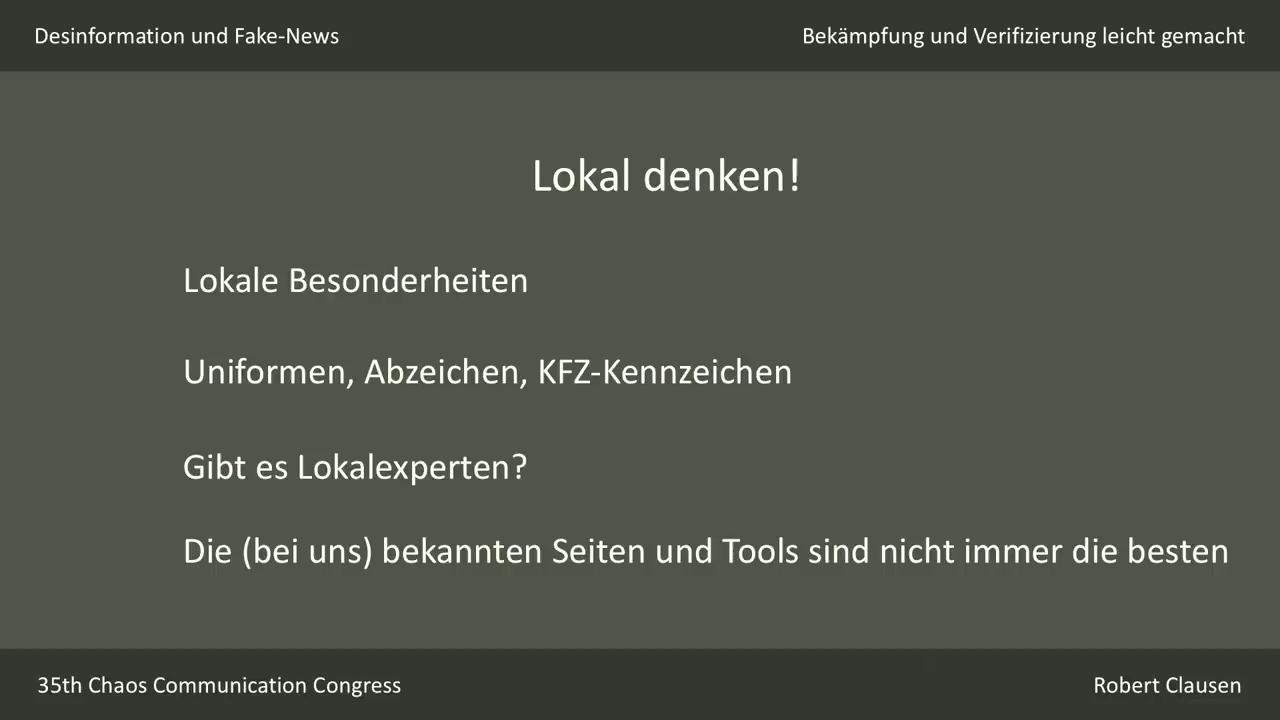 Desinformation und Fake-News
Bekämpfung und Verifizierung leicht gemacht
Lokal denken!
Lokale Besonderheiten
Uniformen, Abzeichen, KFZ-Kennzeichen
Gibt es Lokalexperten?
Die (bei uns) bekannten Seiten und Tools sind nicht immer die besten
35th Chaos Communication Congress
Robert Clausen